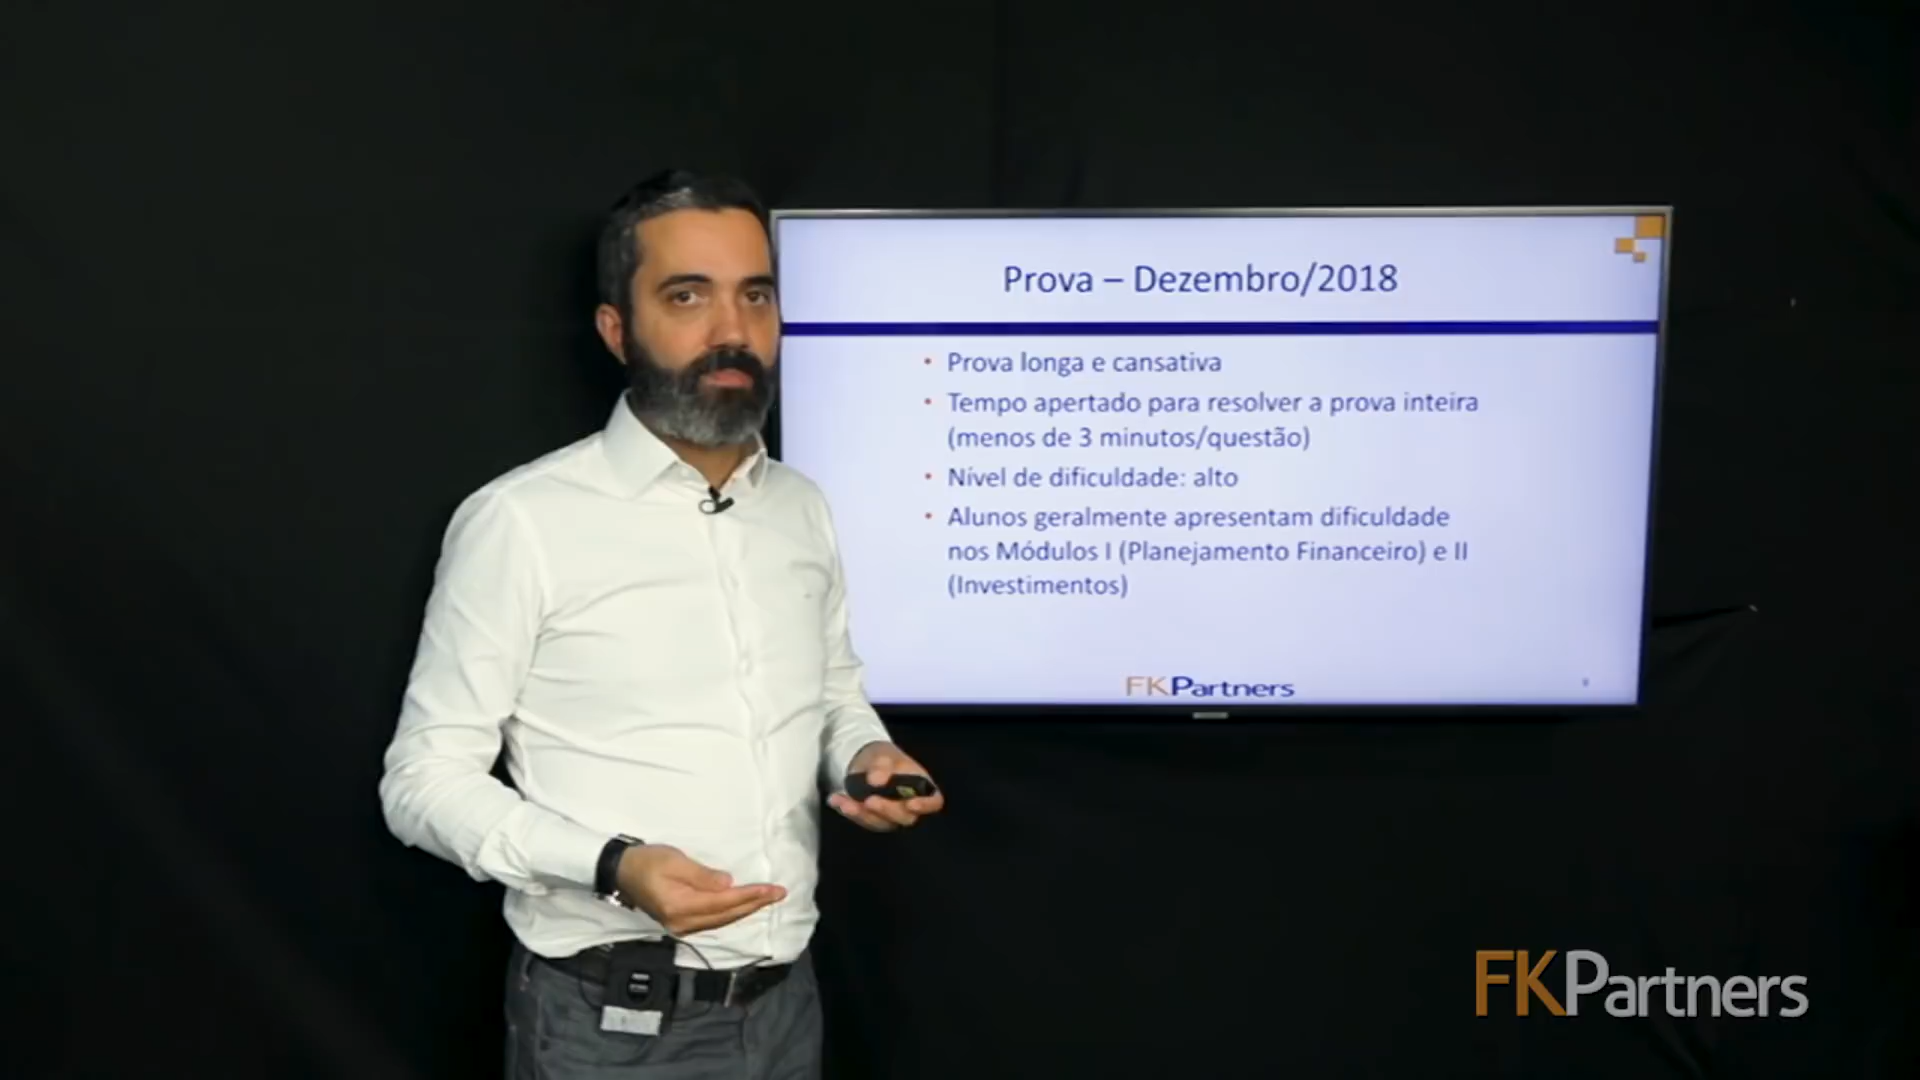 Prova – Dezembro/2018
• Prova longa e cansativa
• Tempo apertado para resolver a prova inteira
(menos de 3 minutos/questão)
• Nível de dificuldade: alto
• Alunos geralmente apresentam dificuldade
nos Módulos I (Planejamento Financeiro) e II
(Investimentos)
FKPartners
FKPartners